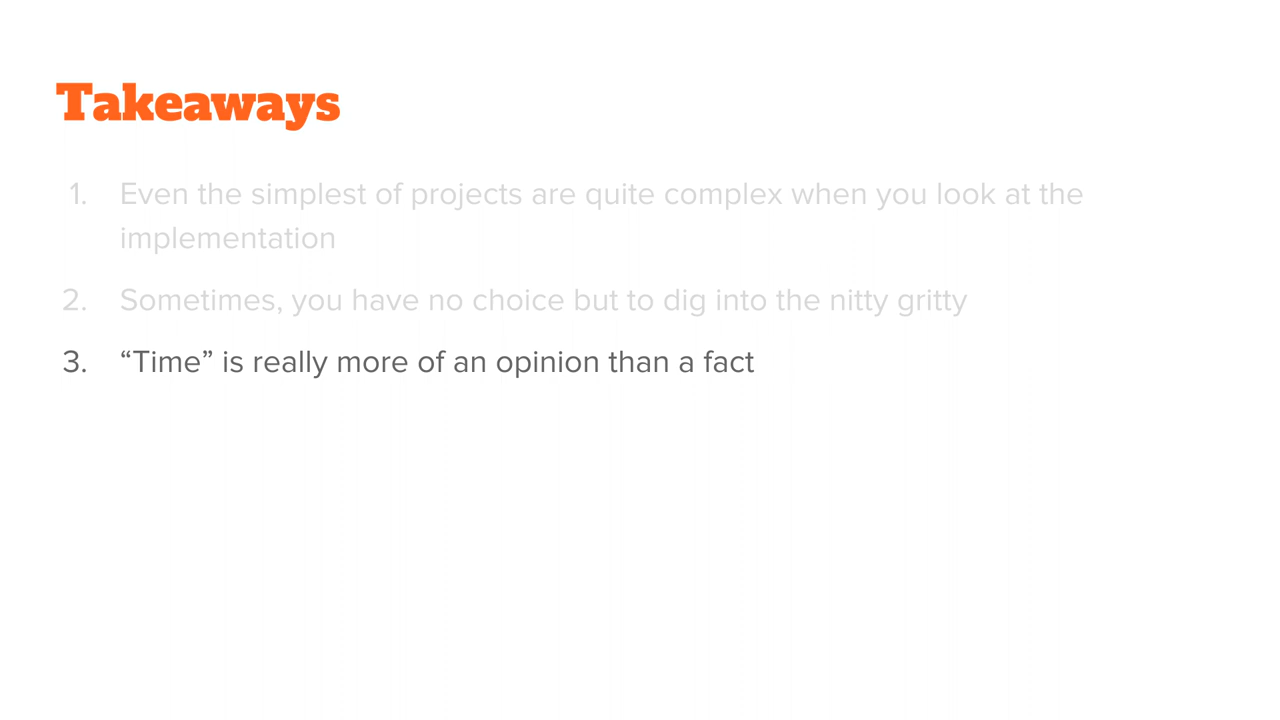 Takeaways
1. Even the simplest of projects are quite complex when you look at the
implementation
2. Sometimes, you have no choice but to dig into the nitty gritty
3. “Time” is really more of an opinion than a fact